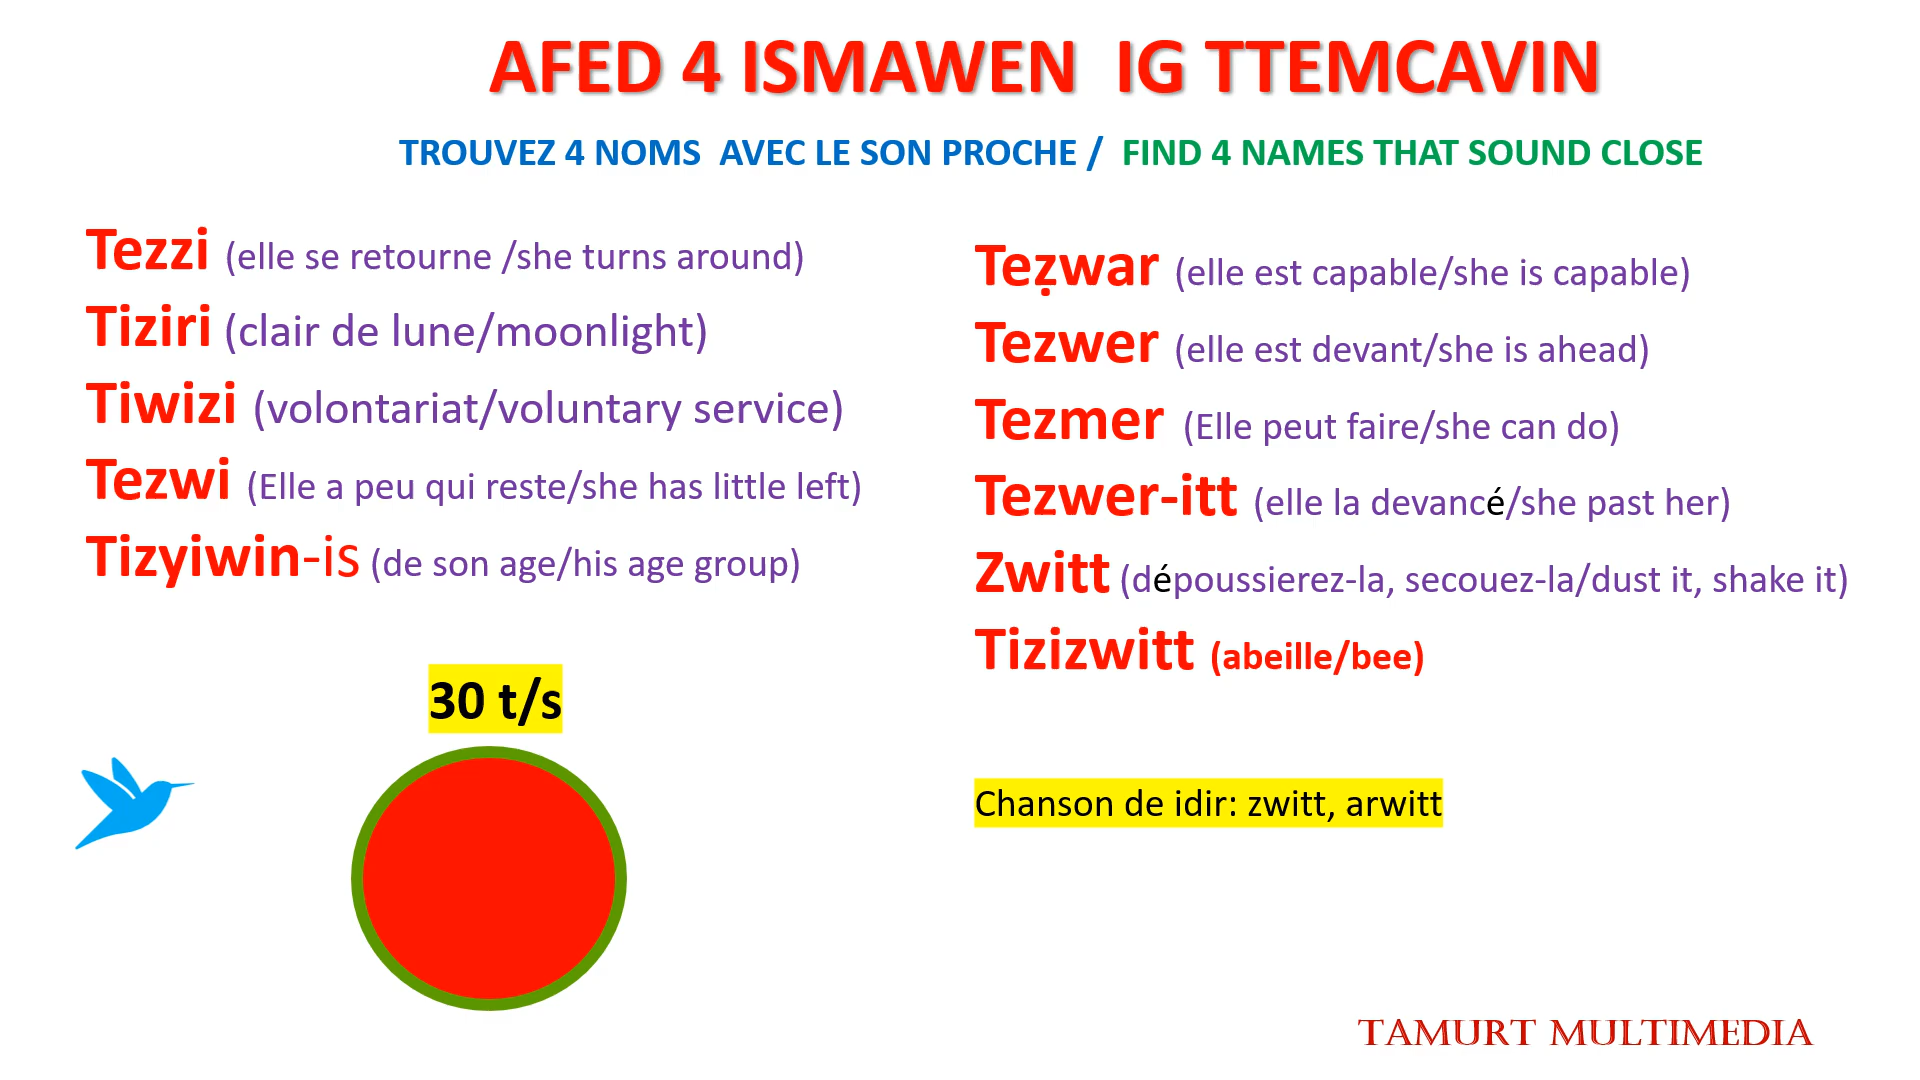 AFED 4 ISMAWEN IG TTEMCAVIN
TROUVEZ 4 NOMS AVEC LE SON PROCHE / FIND 4 NAMES THAT SOUND CLOSE
Tezzi (elle se retourne /she turns around)
Tiziri (clair de lune/moonlight)
Tiwizi (volontariat/voluntary service)
Tezwi (Elle a peu qui reste/she has little left)
Tizyiwin-is (de son age/his age group)
30 t/s
Teẓwar (elle est capable/she is capable)
Tezwer (elle est devant/she is ahead)
Tezmer (Elle peut faire/she can do)
Tezwer-itt (elle la devancé/she past her)
Zwitt (dépoussierez-la, secouez-la/dust it, shake it)
Tizizwitt (abeille/bee)
Chanson de idir: zwitt, arwitt
TAMURT MULTIMEDIA